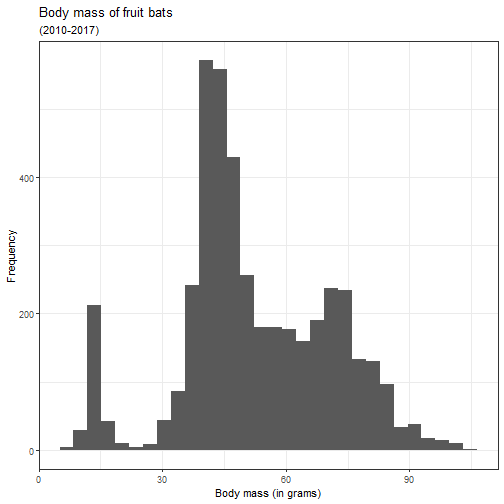 Body mass of fruit bats
(2010-2017)
400
200
0
Frequency
0 30 60 90
Body mass (in grams)